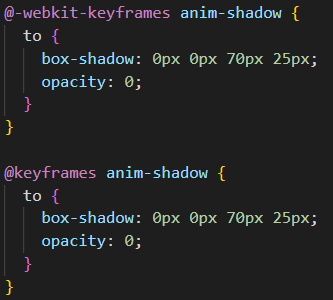 @-webkit-keyframes anim-shadow {
  to {
    box-shadow: 0px 0px 70px 25px;
    opacity: 0;
  }
}

@keyframes anim-shadow {
  to {
    box-shadow: 0px 0px 70px 25px;
    opacity: 0;
  }
}